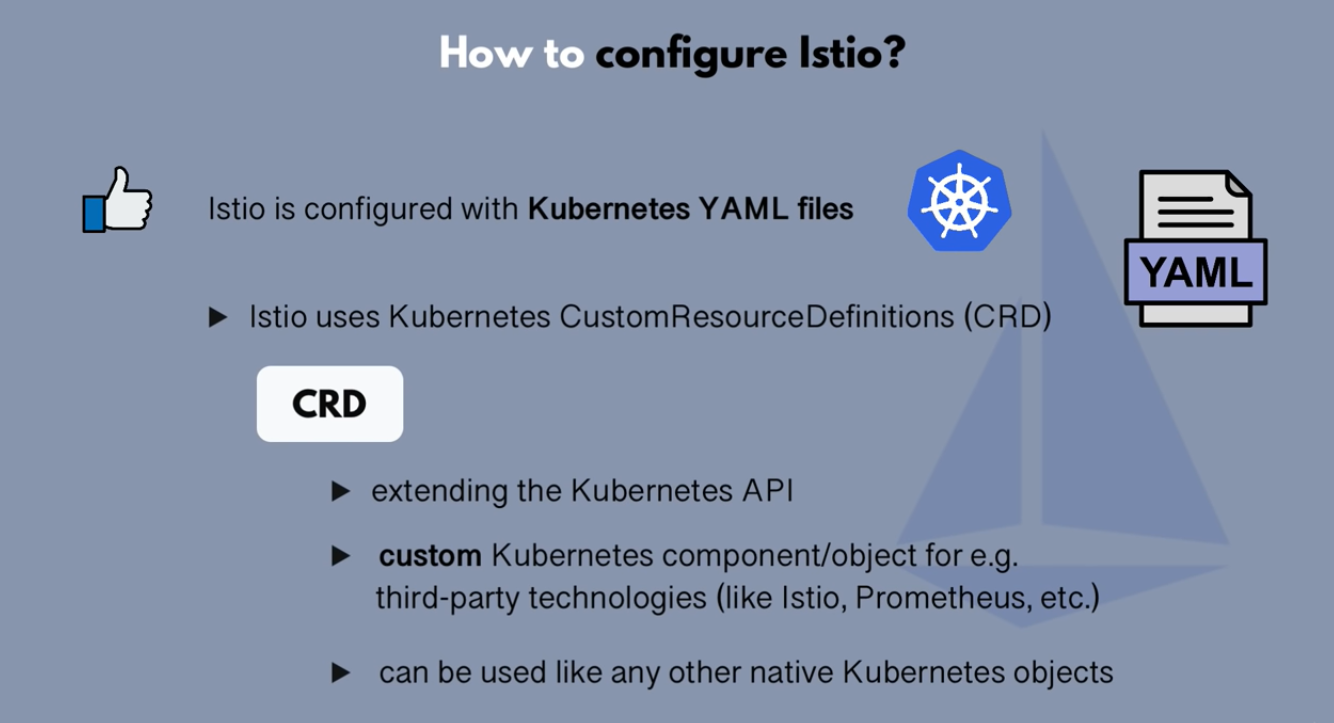 How to configure Istio?
Istio is configured with Kubernetes YAML files
YAML
▶ Istio uses Kubernetes CustomResourceDefinitions (CRD)
CRD
▶ extending the Kubernetes API
▶ custom Kubernetes component/object for e.g.
third-party technologies (like Istio, Prometheus, etc.)
▶ can be used like any other native Kubernetes objects